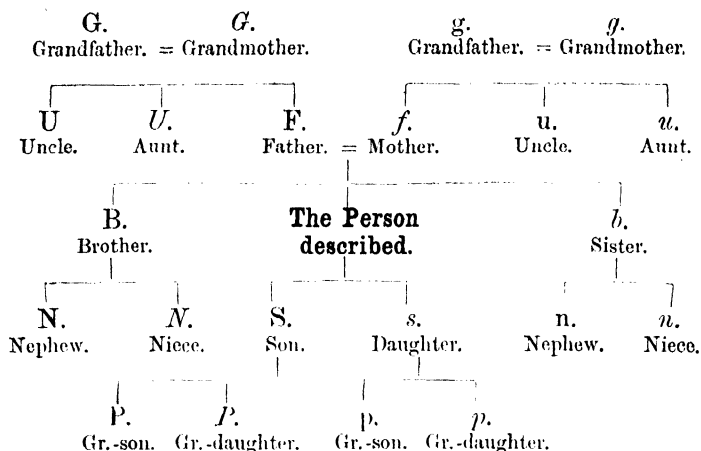 G. G. g. g.
Grandfather. = Grandmother. Grandfather. = Grandmother.
U U. F. f. u. u.
Uncle. Aunt. Father. = Mother. Uncle. Aunt.
B. The Person b.
Brother. described. Sister.
N. N. S. s. n. n.
Nephew. Niece. Son. Daughter. Nephew. Niece.
P. P. p. p.
Gr.-son. Gr.-daughter. Gr.-son. Gr.-daughter.